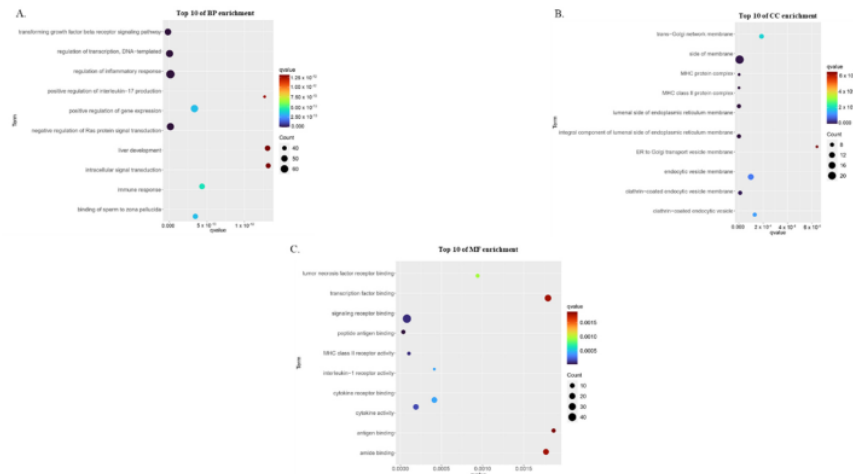 A.
Top 10 of BP enrichment
transforming growth factor beta receptor signaling pathway
regulation of transcription, DNA-templated
regulation of inflammatory response
positive regulation of interleukin-17 production
positive regulation of gene expression
negative regulation of Ras protein signal transduction
liver development
intracellular signal transduction
immune response
binding of sperm to zona pellucida
Term
0.000
qvalue
qvalue
0.000
Count
40
50
60
B.
Top 10 of CC enrichment
trans-Golgi network membrane
side of membrane
MHC protein complex
MHC class II protein complex
lumenal side of endoplasmic reticulum membrane
integral component of lumenal side of endoplasmic reticulum membrane
ER to Golgi transport vesicle membrane
endocytic vesicle membrane
clathrin-coated endocytic vesicle membrane
clathrin-coated endocytic vesicle
Term
0.000
qvalue
qvalue
0.000
Count
8
12
16
20
C.
Top 10 of MF enrichment
tumor necrosis factor receptor binding
transcription factor binding
signaling receptor binding
peptide antigen binding
MHC class II receptor activity
interleukin-1 receptor activity
cytokine receptor binding
cytokine activity
antigen binding
amide binding
Term
0.0000 0.0005 0.0010 0.0015
qvalue
0.0015
0.0010
0.0005
Count
10
20
30
40